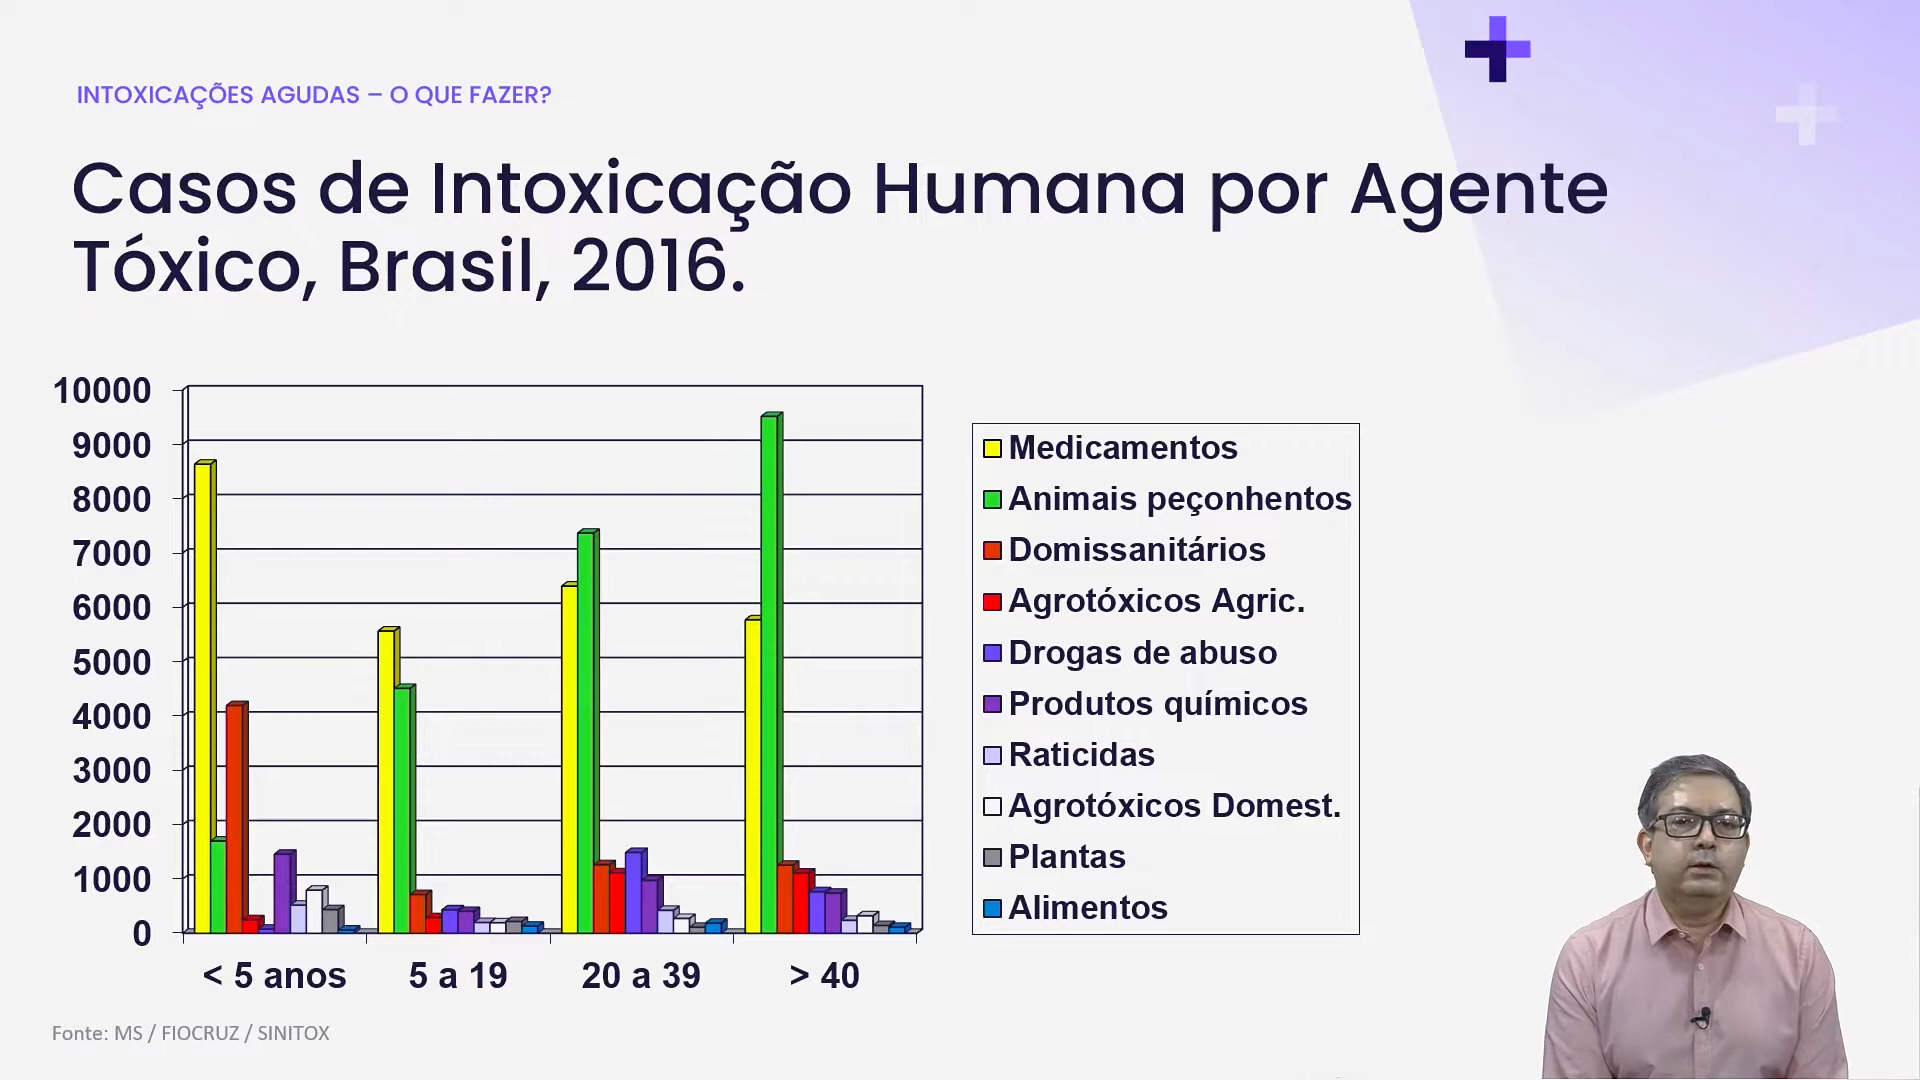 INTOXICAÇÕES AGUDAS – O QUE FAZER?
Casos de Intoxicação Humana por Agente
Tóxico, Brasil, 2016.
10000
9000
8000
7000
6000
5000
4000
3000
2000
1000
0
< 5 anos
5 a 19
20 a 39
> 40
Medicamentos
Animais peçonhentos
Domissanitários
Agrotóxicos Agric.
Drogas de abuso
Produtos químicos
Raticidas
Agrotóxicos Domest.
Plantas
Alimentos
Fonte: MS / FIOCRUZ / SINITOX